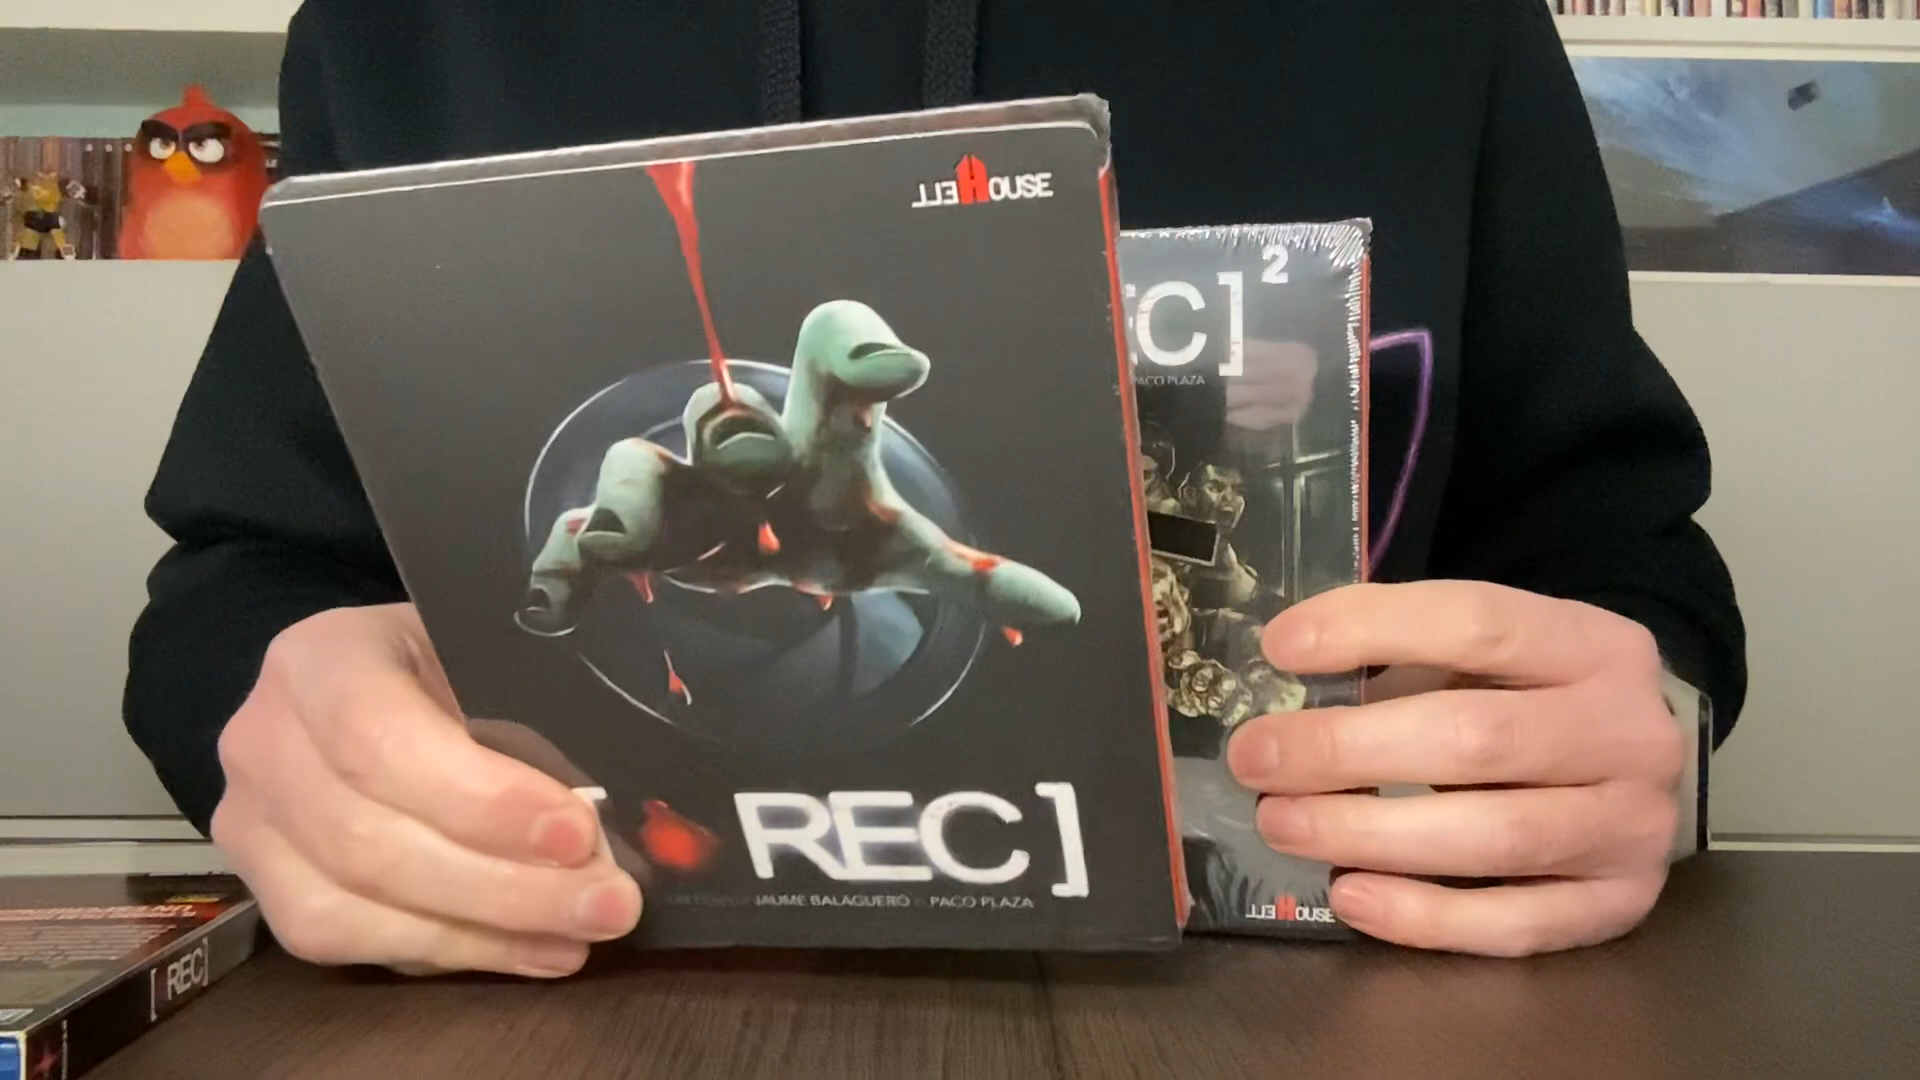 HELLHOUSE
[ REC ]
JAUME BALAGUERÓ PACO PLAZA
EC]²
PACO PLAZA
HELLHOUSE
[ REC]